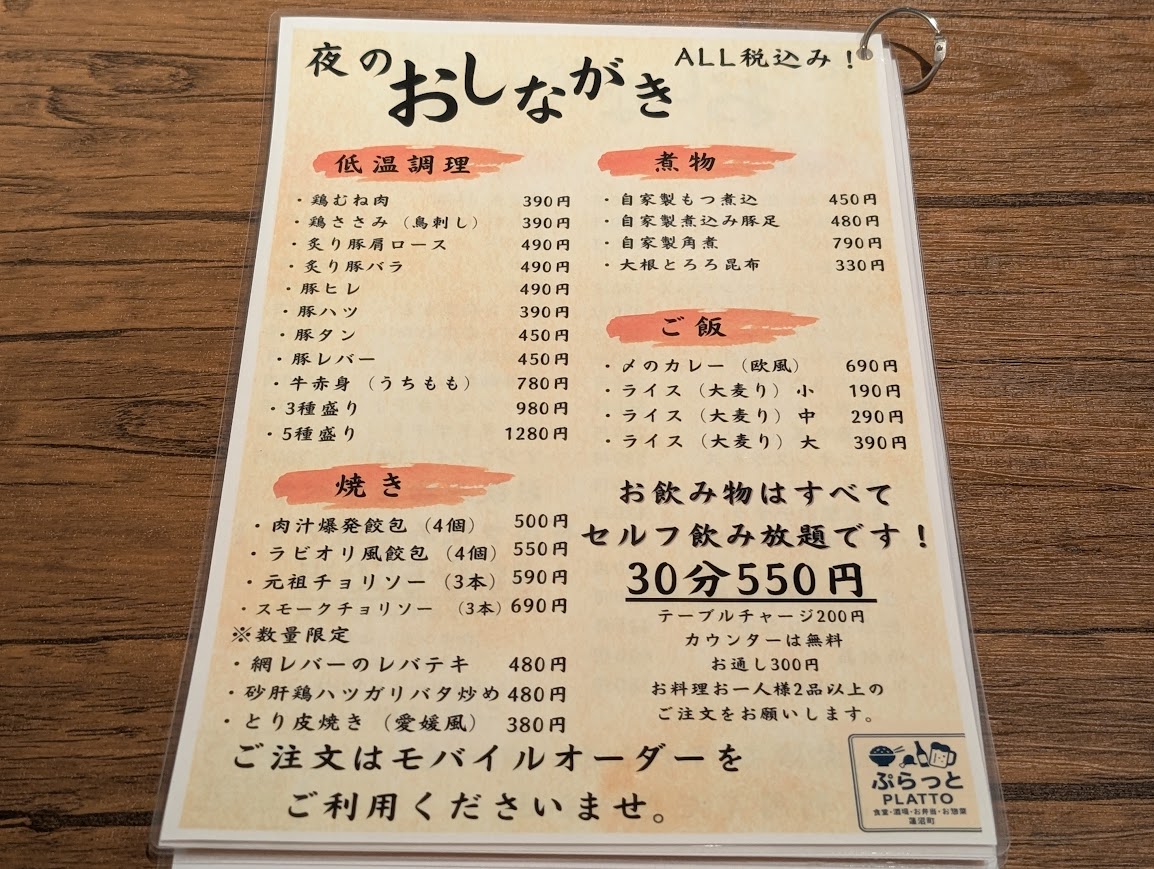 夜のおしながき
ALL税込み！
低温調理
・鶏むね肉 390円
・鶏ささみ（鳥刺し） 390円
・炙り豚肩ロース 490円
・炙り豚バラ 490円
・豚ヒレ 490円
・豚ハツ 390円
・豚タン 450円
・豚レバー 450円
・牛赤身（うちもも） 780円
・3種盛り 980円
・5種盛り 1280円
焼き
・肉汁爆発餃包（4個） 500円
・ラビオリ風餃包（4個） 550円
・元祖チョリソー（3本） 590円
・スモークチョリソー（3本） 690円
※数量限定
・網レバーのレバテキ 480円
・砂肝鶏ハツガリバタ炒め 480円
・とり皮焼き（愛媛風） 380円
煮物
・自家製もつ煮込 450円
・自家製煮込み豚足 480円
・自家製角煮 790円
・大根とろろ昆布 330円
ご飯
・〆のカレー（欧風） 690円
・ライス（大麦り）小 190円
・ライス（大麦り）中 290円
・ライス（大麦り）大 390円
お飲み物はすべて
セルフ飲み放題です！
30分550円
テーブルチャージ200円
カウンターは無料
お通し300円
お料理お一人様2品以上の
ご注文をお願いします。
ご注文はモバイルオーダーを
ご利用くださいませ。
ぷらっと
PLATTO
食堂・酒場・お弁当・お惣菜
蓮沼町